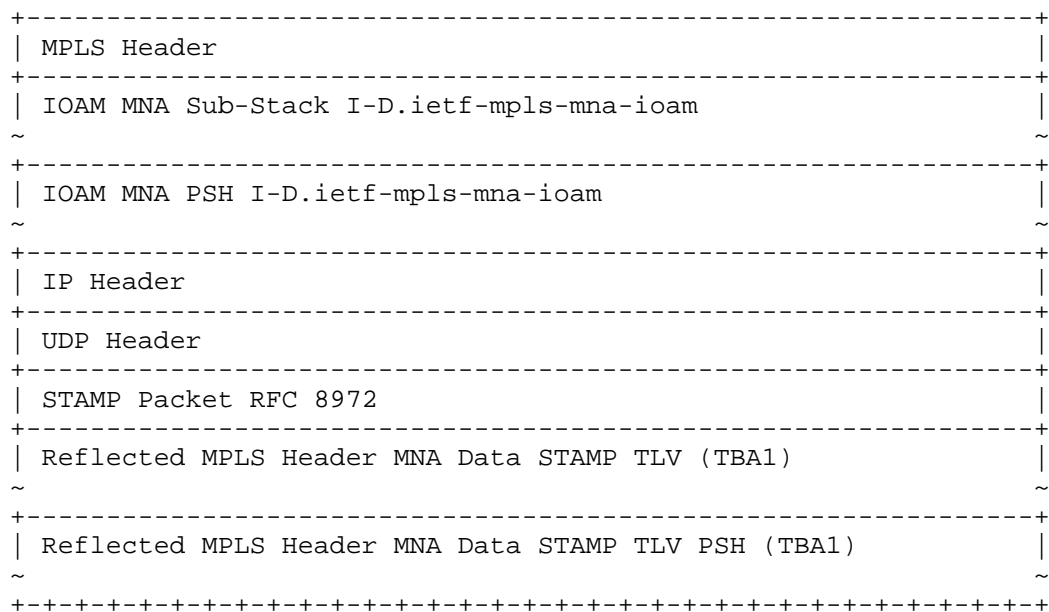 MPLS Header
IOAM MNA Sub-Stack I-D.ietf-mpls-mna-ioam
IOAM MNA PSH I-D.ietf-mpls-mna-ioam
IP Header
UDP Header
STAMP Packet RFC 8972
Reflected MPLS Header MNA Data STAMP TLV (TBA1)
Reflected MPLS Header MNA Data STAMP TLV PSH (TBA1)